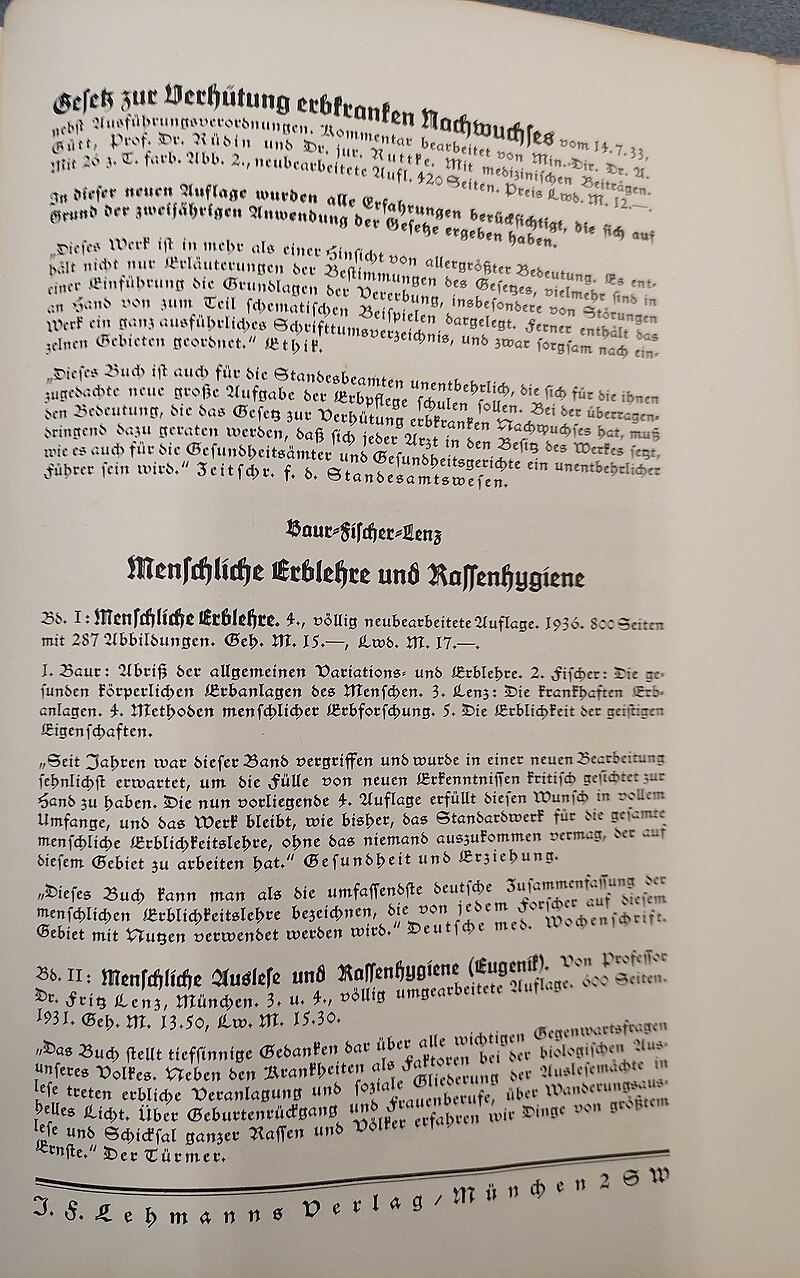 Gesetz zur Verhütung erbkranken Nachwuchses vom 14.7.33,
nebst Ausführungsverordnungen. Kommentar bearbeitet von Min.-Dir. Dr. A.
Gütt, Prof. Dr. Rüdin und Dr. jur. Ruttke. Mit medizinischen Beiträgen.
Mit 26 z. T. farb. Abb. 2., neubearbeitete Aufl. 420 Seiten. Preis Lwd. M. 12.—.
In dieser neuen Auflage wurden alle Erfahrungen berücksichtigt, die sich auf
Grund der zweijährigen Anwendung der Gesetze ergeben haben.
„Dieses Werk ist in mehr als einer Hinsicht von allergrößter Bedeutung. Es ent-
hält nicht nur Erläuterungen der Bestimmungen des Gesetzes, vielmehr sind in
einer Einführung die Grundlagen der Vererbung, insbesondere von Störungen
an Hand von zum Teil schematischen Beispielen dargelegt. Ferner enthält das
Werk ein ganz ausführliches Schrifttumsverzeichnis, und zwar sorgsam nach ein-
zelnen Gebieten geordnet.“ Ethik.
„Dieses Buch ist auch für die Standesbeamten unentbehrlich, die sich für die ihnen
zugedachte neue große Aufgabe der Erbpflege schulen sollen. Bei der überragen-
den Bedeutung, die das Gesetz zur Verhütung erbkranken Nachwuchses hat, muß
dringend dazu geraten werden, daß sich jeder Arzt in den Besitz des Werkes setzt,
wie es auch für die Gesundheitsämter und Gesundheitsgerichte ein unentbehrlicher
Führer sein wird.“ Zeitschr. f. d. Standesamtswesen.
Baur-Fischer-Lenz
Menschliche Erblehre und Rassenhygiene
Bd. I: Menschliche Erblehre. 4., völlig neubearbeitete Auflage. 1936. 800 Seiten
mit 287 Abbildungen. Geh. M. 15.—, Lwd. M. 17.—.
1. Baur: Abriß der allgemeinen Variations- und Erblehre. 2. Fischer: Die ge-
sunden körperlichen Erbanlagen des Menschen. 3. Lenz: Die krankhaften Erb-
anlagen. 4. Methoden menschlicher Erbforschung. 5. Die Erblichkeit der geistigen
Eigenschaften.
„Seit Jahren war dieser Band vergriffen und wurde in einer neuen Bearbeitung
sehnlichst erwartet, um die Fülle von neuen Erkenntnissen kritisch gesichtet zur
Hand zu haben. Die nun vorliegende 4. Auflage erfüllt diesen Wunsch in vollem
Umfange, und das Werk bleibt, wie bisher, das Standardwerk für die gesamte
menschliche Erblichkeitslehre, ohne das niemand auszukommen vermag, der auf
diesem Gebiet zu arbeiten hat.“ Gesundheit und Erziehung.
„Dieses Buch kann man als die umfassendste deutsche Zusammenfassung der
menschlichen Erblichkeitslehre bezeichnen, die von jedem Forscher auf diesem
Gebiet mit Nutzen verwendet werden wird.“ Deutsche med. Wochenschrift.
Bd. II: Menschliche Auslese und Rassenhygiene (Eugenik). Von Professor
Dr. Fritz Lenz, München. 3. u. 4., völlig umgearbeitete Auflage. 600 Seiten.
1931. Geh. M. 13.50, Lw. M. 15.30.
„Das Buch stellt tiefsinnige Gedanken dar über alle wichtigen Gegenwartsfragen
unseres Volkes. Neben den Krankheiten als Faktoren bei der biologischen Aus-
lese treten erbliche Veranlagung und soziale Gliederung der Auslesemächte in
helles Licht. Über Geburtenrückgang und Frauenberufe, über Wanderungsaus-
lese und Schicksal ganzer Rassen und Völker erfahren wir Dinge von größtem
Ernste.“ Der Türmer.
J. F. Lehmanns Verlag / München 2 SW